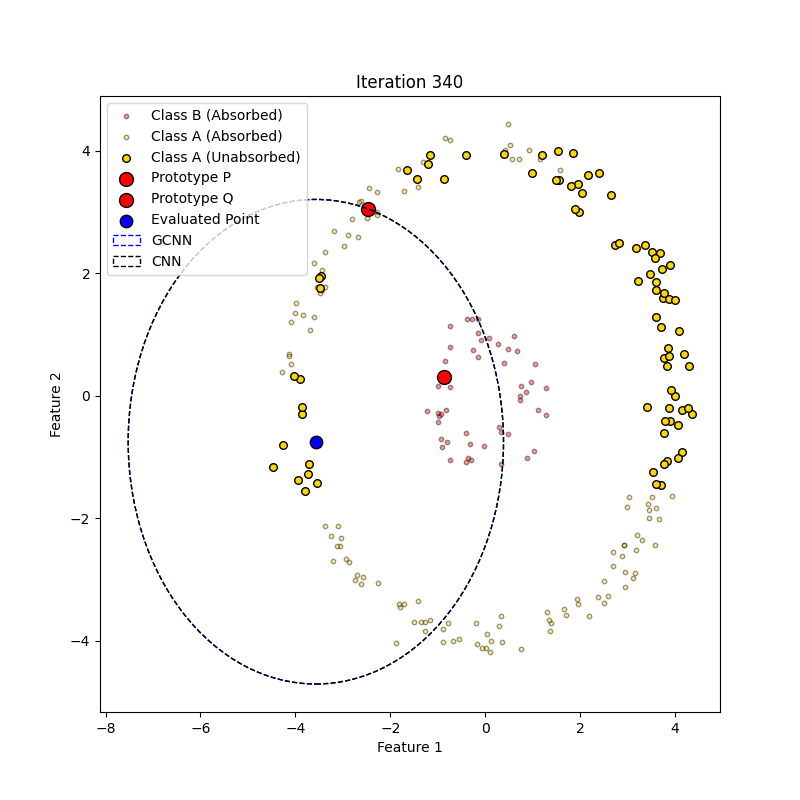 Iteration 340
Class B (Absorbed)
Class A (Absorbed)
Class A (Unabsorbed)
Prototype P
Prototype Q
Evaluated Point
GCNN
CNN
Feature 2
4
2
0
−2
−4
−8
−6
−4
−2
0
2
4
Feature 1